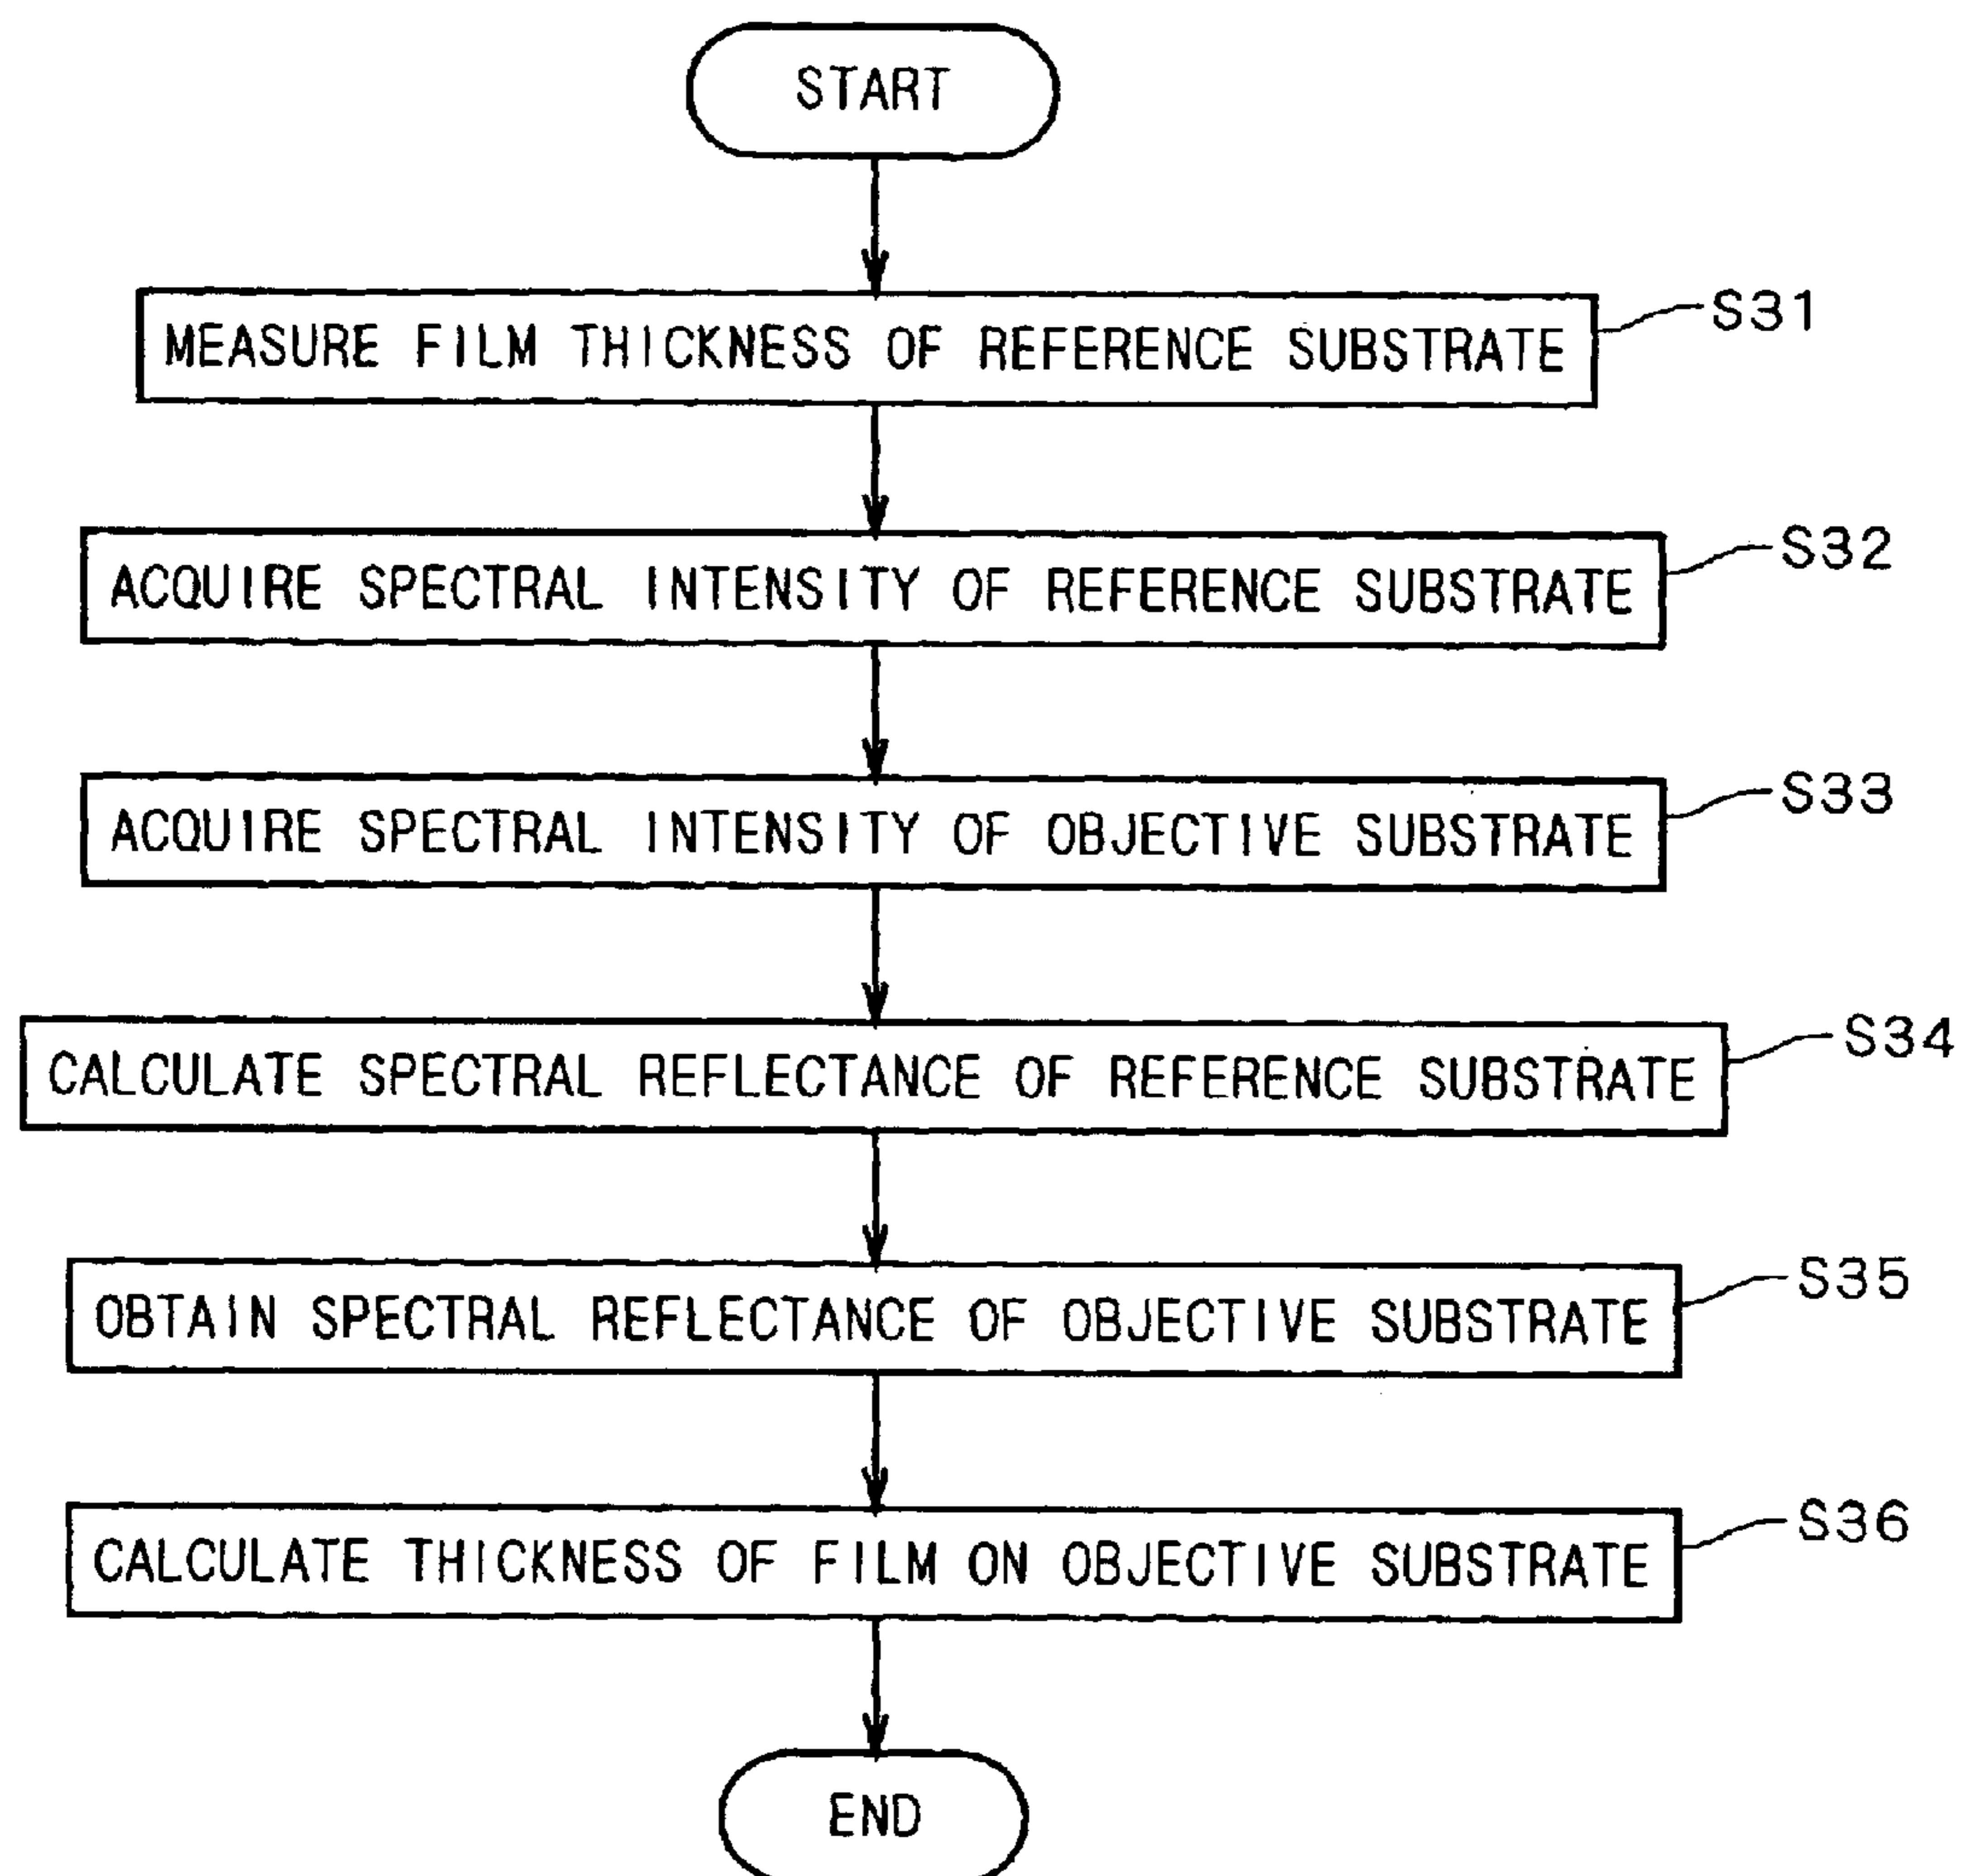 START
MEASURE FILM THICKNESS OF REFERENCE SUBSTRATE
S31
ACQUIRE SPECTRAL INTENSITY OF REFERENCE SUBSTRATE
S32
ACQUIRE SPECTRAL INTENSITY OF OBJECTIVE SUBSTRATE
S33
CALCULATE SPECTRAL REFLECTANCE OF REFERENCE SUBSTRATE
S34
OBTAIN SPECTRAL REFLECTANCE OF OBJECTIVE SUBSTRATE
S35
CALCULATE THICKNESS OF FILM ON OBJECTIVE SUBSTRATE
S36
END